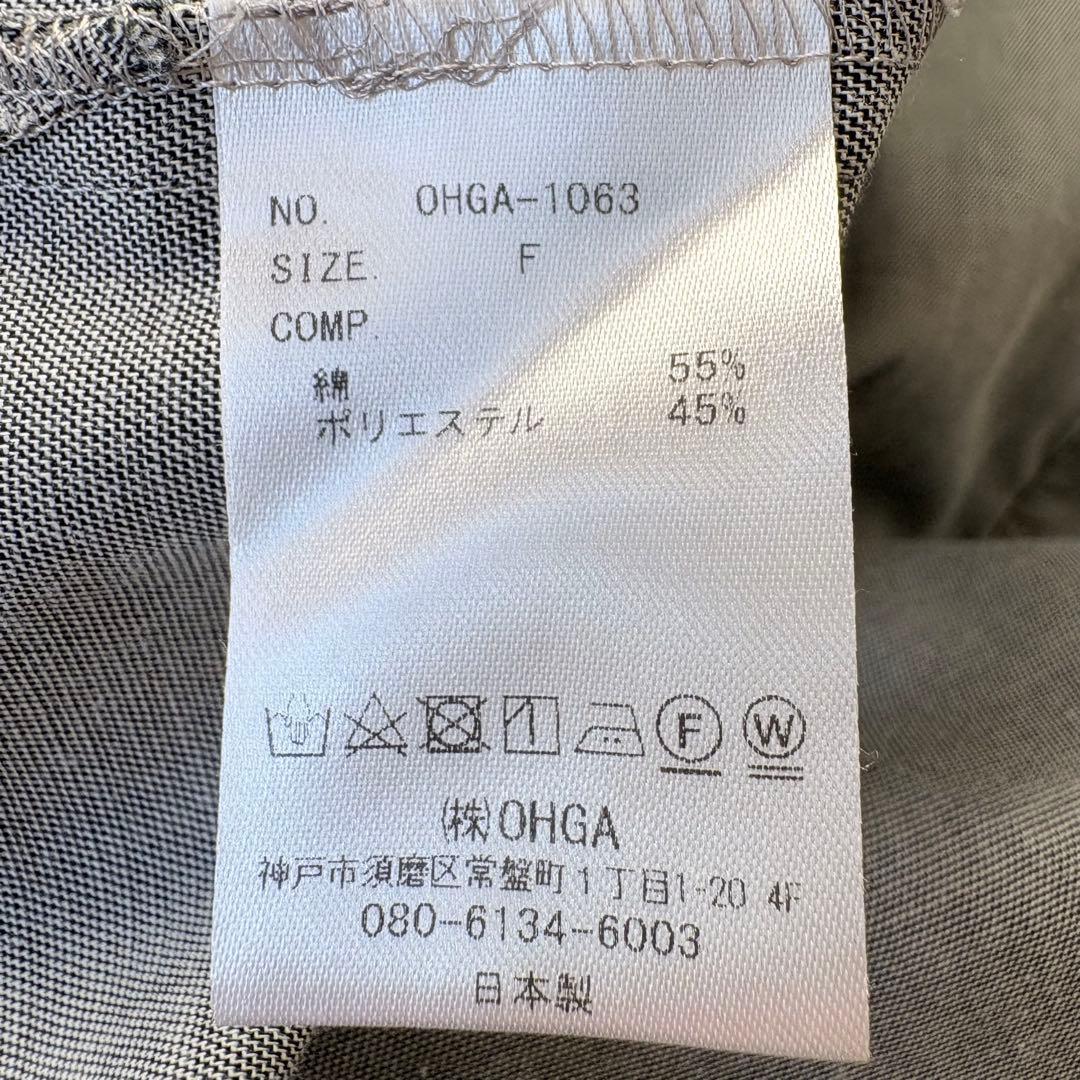 NO. OHGA-1063
SIZE. F
COMP.
綿 55%
ポリエステル 45%
F W
㈱OHGA
神戸市須磨区常盤町1丁目1-20 4F
080-6134-6003
日本製